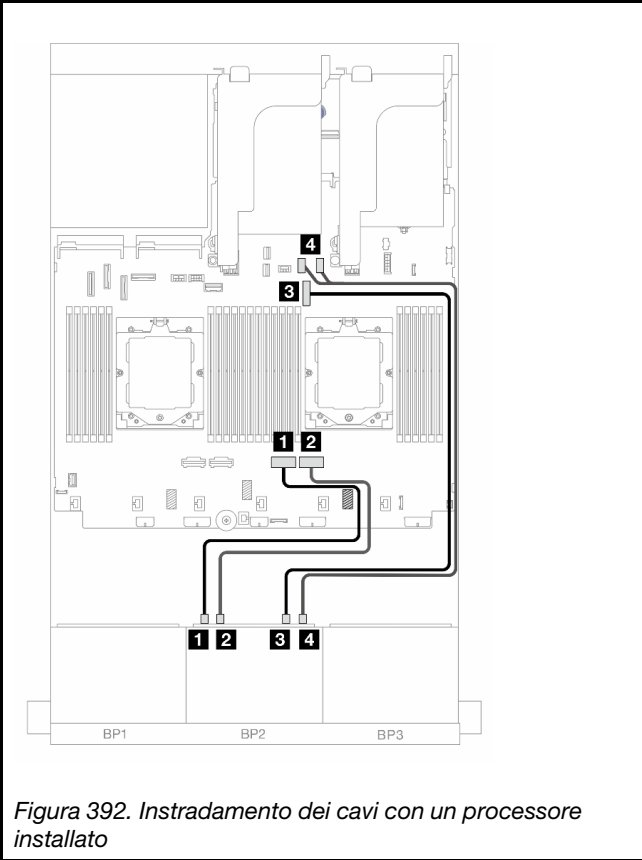 4
3
1 2
1 2 3 4
BP1 BP2 BP3
Figura 392. Instradamento dei cavi con un processore
installato